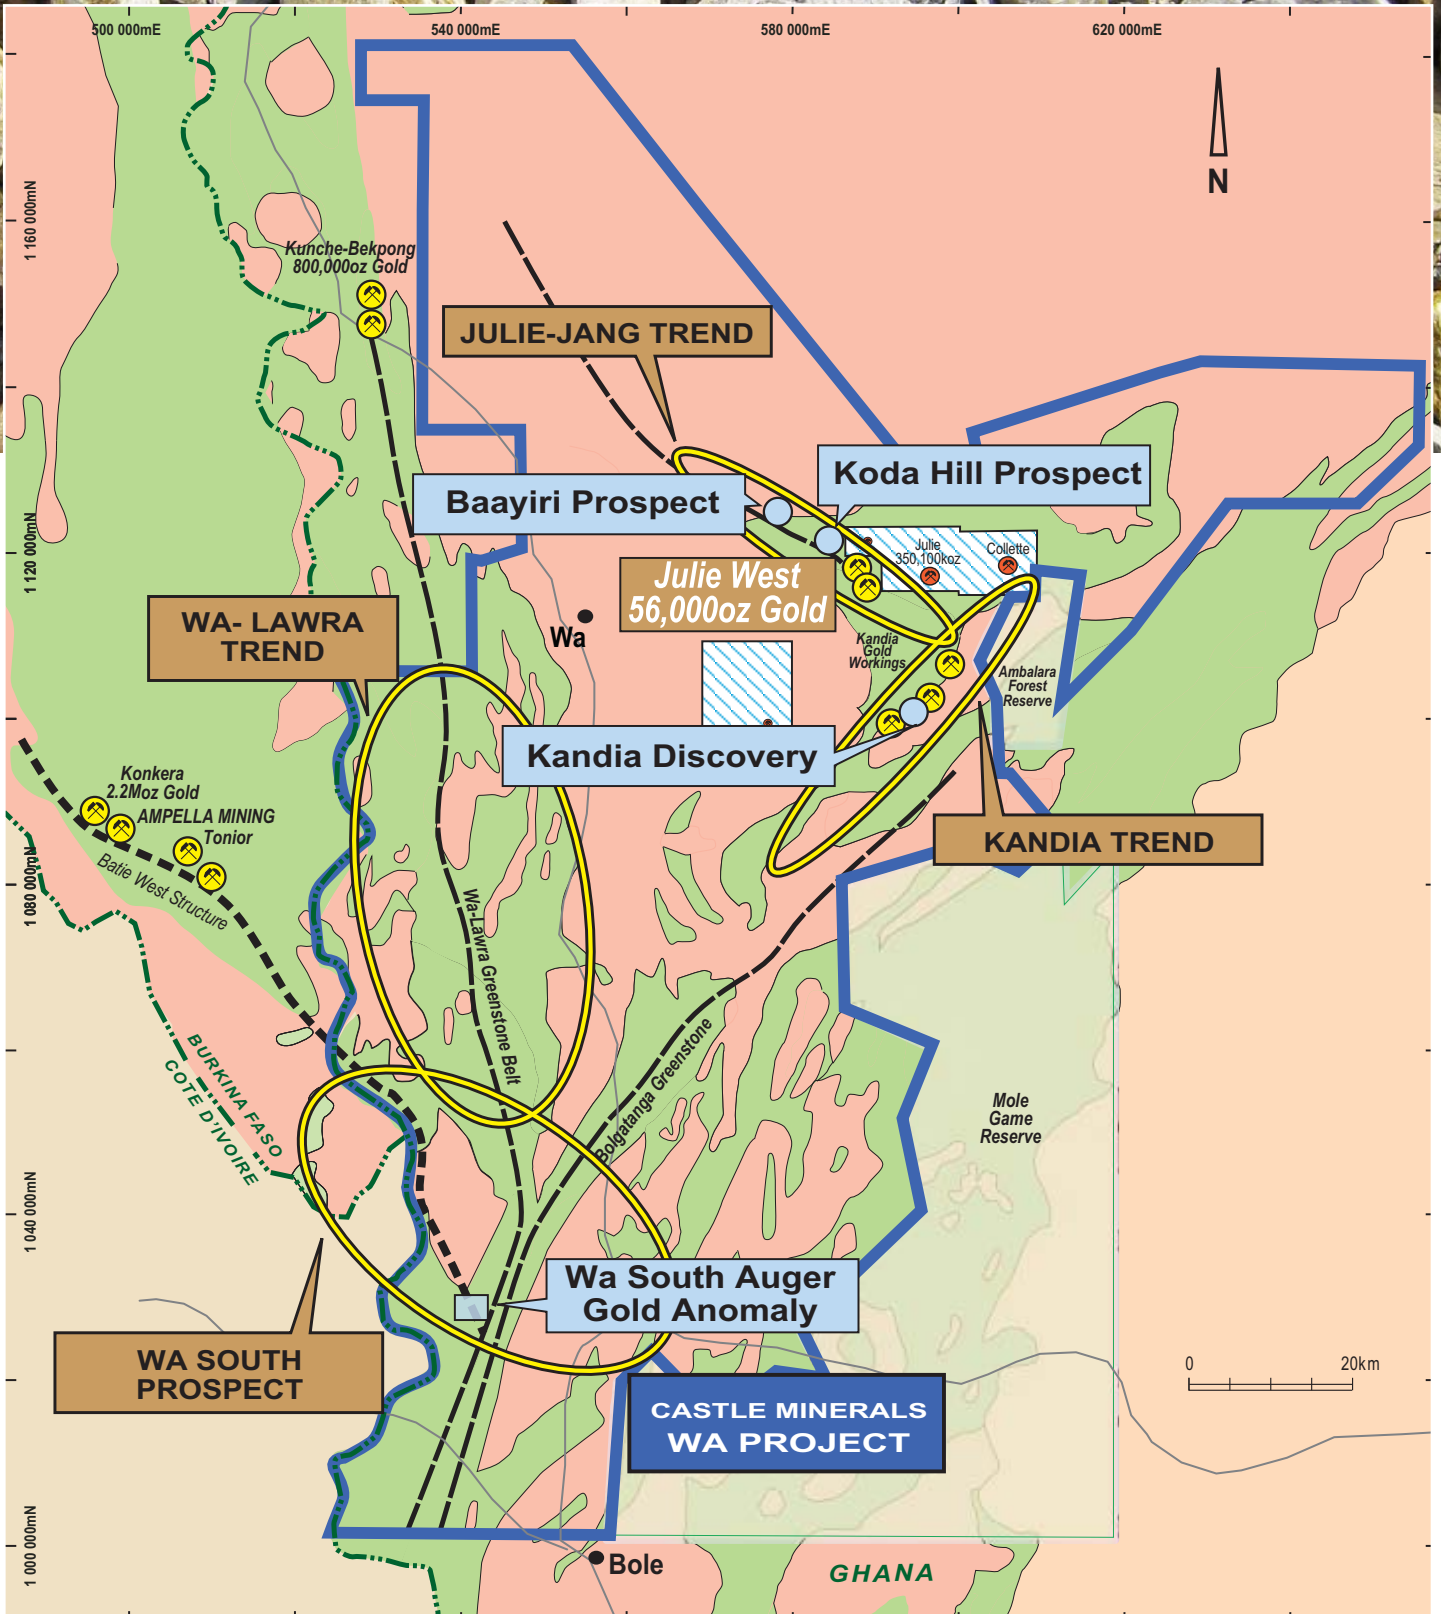 500 000mE
540 000mE
580 000mE
620 000mE
1 160 000mN
1 120 000mN
1 080 000mN
1 040 000mN
1 000 000mN
N
Kunche-Bekpong
800,000oz Gold
JULIE-JANG TREND
Koda Hill Prospect
Baayiri Prospect
Julie
350,100koz
Collette
Julie West
56,000oz Gold
WA- LAWRA
TREND
Wa
Kandia
Gold
Workings
Ambalara
Forest
Reserve
Kandia Discovery
Konkera
2.2Moz Gold
AMPELLA MINING
Tonior
Batie West Structure
KANDIA TREND
Wa-Lawra Greenstone Belt
Bolgatanga Greenstone
BURKINA FASO
COTE D'IVOIRE
Mole
Game
Reserve
Wa South Auger
Gold Anomaly
WA SOUTH
PROSPECT
0 20km
CASTLE MINERALS
WA PROJECT
Bole
GHANA